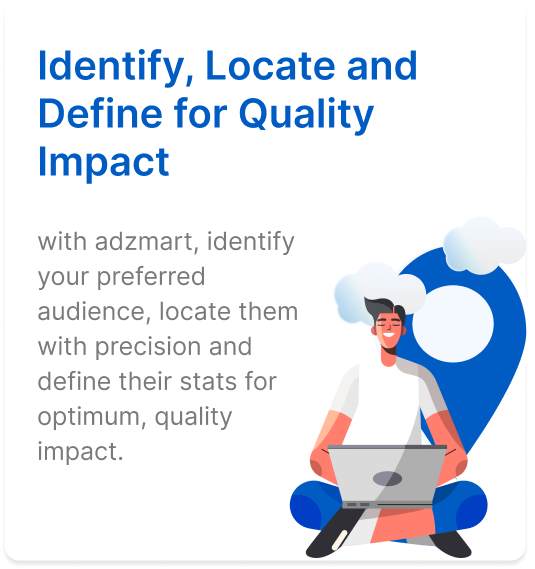 Identify, Locate and
Define for Quality
Impact
with adzmart, identify
your preferred
audience, locate them
with precision and
define their stats for
optimum, quality
impact.